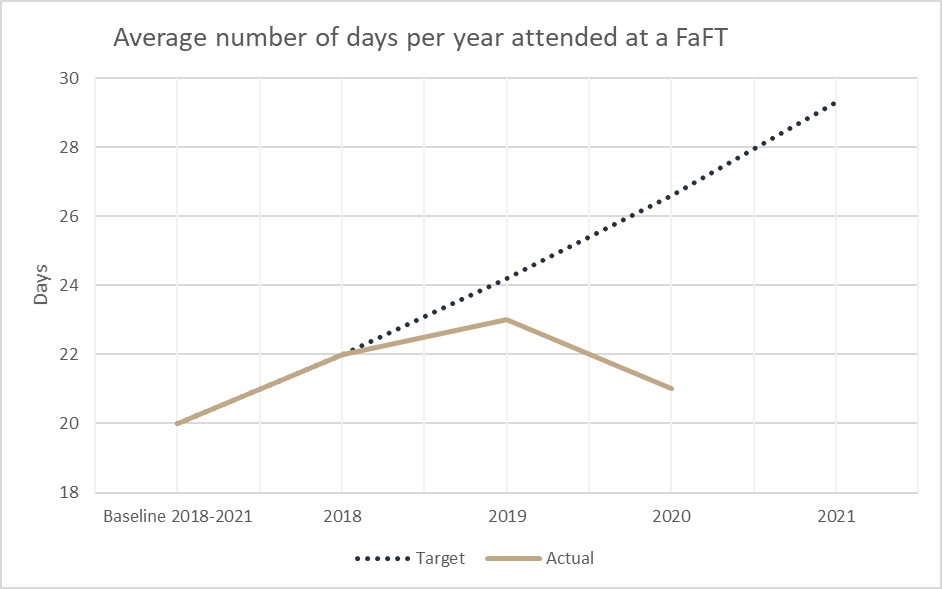 Average number of days per year attended at a FaFT
30
28
26
24
22
20
18
Days
Baseline 2018-2021 2018 2019 2020 2021
Target Actual